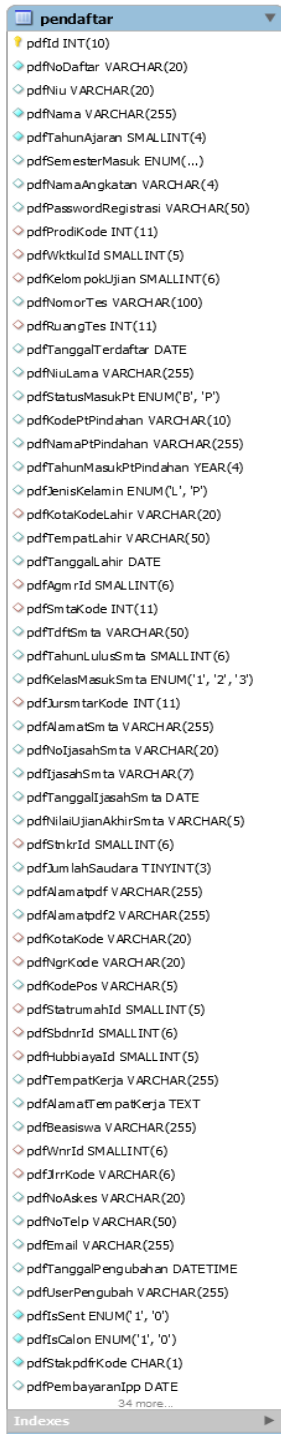 pendaftar
pdfId INT(10)
pdfNoDaftar VARCHAR(20)
pdfNiu VARCHAR(20)
pdfNama VARCHAR(255)
pdfTahunAjaran SMALLINT(4)
pdfSemesterMasuk ENUM(...)
pdfNamaAngkatan VARCHAR(4)
pdfPasswordRegistrasi VARCHAR(50)
pdfProdiKode INT(11)
pdfWktkulId SMALLINT(5)
pdfKelompokUjian SMALLINT(6)
pdfNomorTes VARCHAR(100)
pdfRuangTes INT(11)
pdfTanggalTerdaftar DATE
pdfNiuLama VARCHAR(255)
pdfStatusMasukPt ENUM('B', 'P')
pdfKodePtPindahan VARCHAR(10)
pdfNamaPtPindahan VARCHAR(255)
pdfTahunMasukPtPindahan YEAR(4)
pdfJenisKelamin ENUM('L', 'P')
pdfKotaKodeLahir VARCHAR(20)
pdfTempatLahir VARCHAR(50)
pdfTanggalLahir DATE
pdfAgmrId SMALLINT(6)
pdfSmtaKode INT(11)
pdfTdftSmta VARCHAR(50)
pdfTahunLulusSmta SMALLINT(6)
pdfKelasMasukSmta ENUM('1', '2', '3')
pdfJursmtarKode INT(11)
pdfAlamatSmta VARCHAR(255)
pdfNoIjasahSmta VARCHAR(20)
pdfIjasahSmta VARCHAR(7)
pdfTanggalIjasahSmta DATE
pdfNilaiUjianAkhirSmta VARCHAR(5)
pdfStnkrId SMALLINT(6)
pdfJumlahSaudara TINYINT(3)
pdfAlamatpdf VARCHAR(255)
pdfAlamatpdf2 VARCHAR(255)
pdfKotaKode VARCHAR(20)
pdfNgrKode VARCHAR(20)
pdfKodePos VARCHAR(5)
pdfStatrumahId SMALLINT(5)
pdfSbdnrId SMALLINT(6)
pdfHubbiayaId SMALLINT(5)
pdfTempatKerja VARCHAR(255)
pdfAlamatTempatKerja TEXT
pdfBeasiswa VARCHAR(255)
pdfWnrId SMALLINT(6)
pdfJlrrKode VARCHAR(6)
pdfNoAskes VARCHAR(20)
pdfNoTelp VARCHAR(50)
pdfEmail VARCHAR(255)
pdfTanggalPengubahan DATETIME
pdfUserPengubah VARCHAR(255)
pdfIsSent ENUM('1', '0')
pdfIsCalon ENUM('1', '0')
pdfStakpdfrKode CHAR(1)
pdfPembayaranIpp DATE
34 more...
Indexes